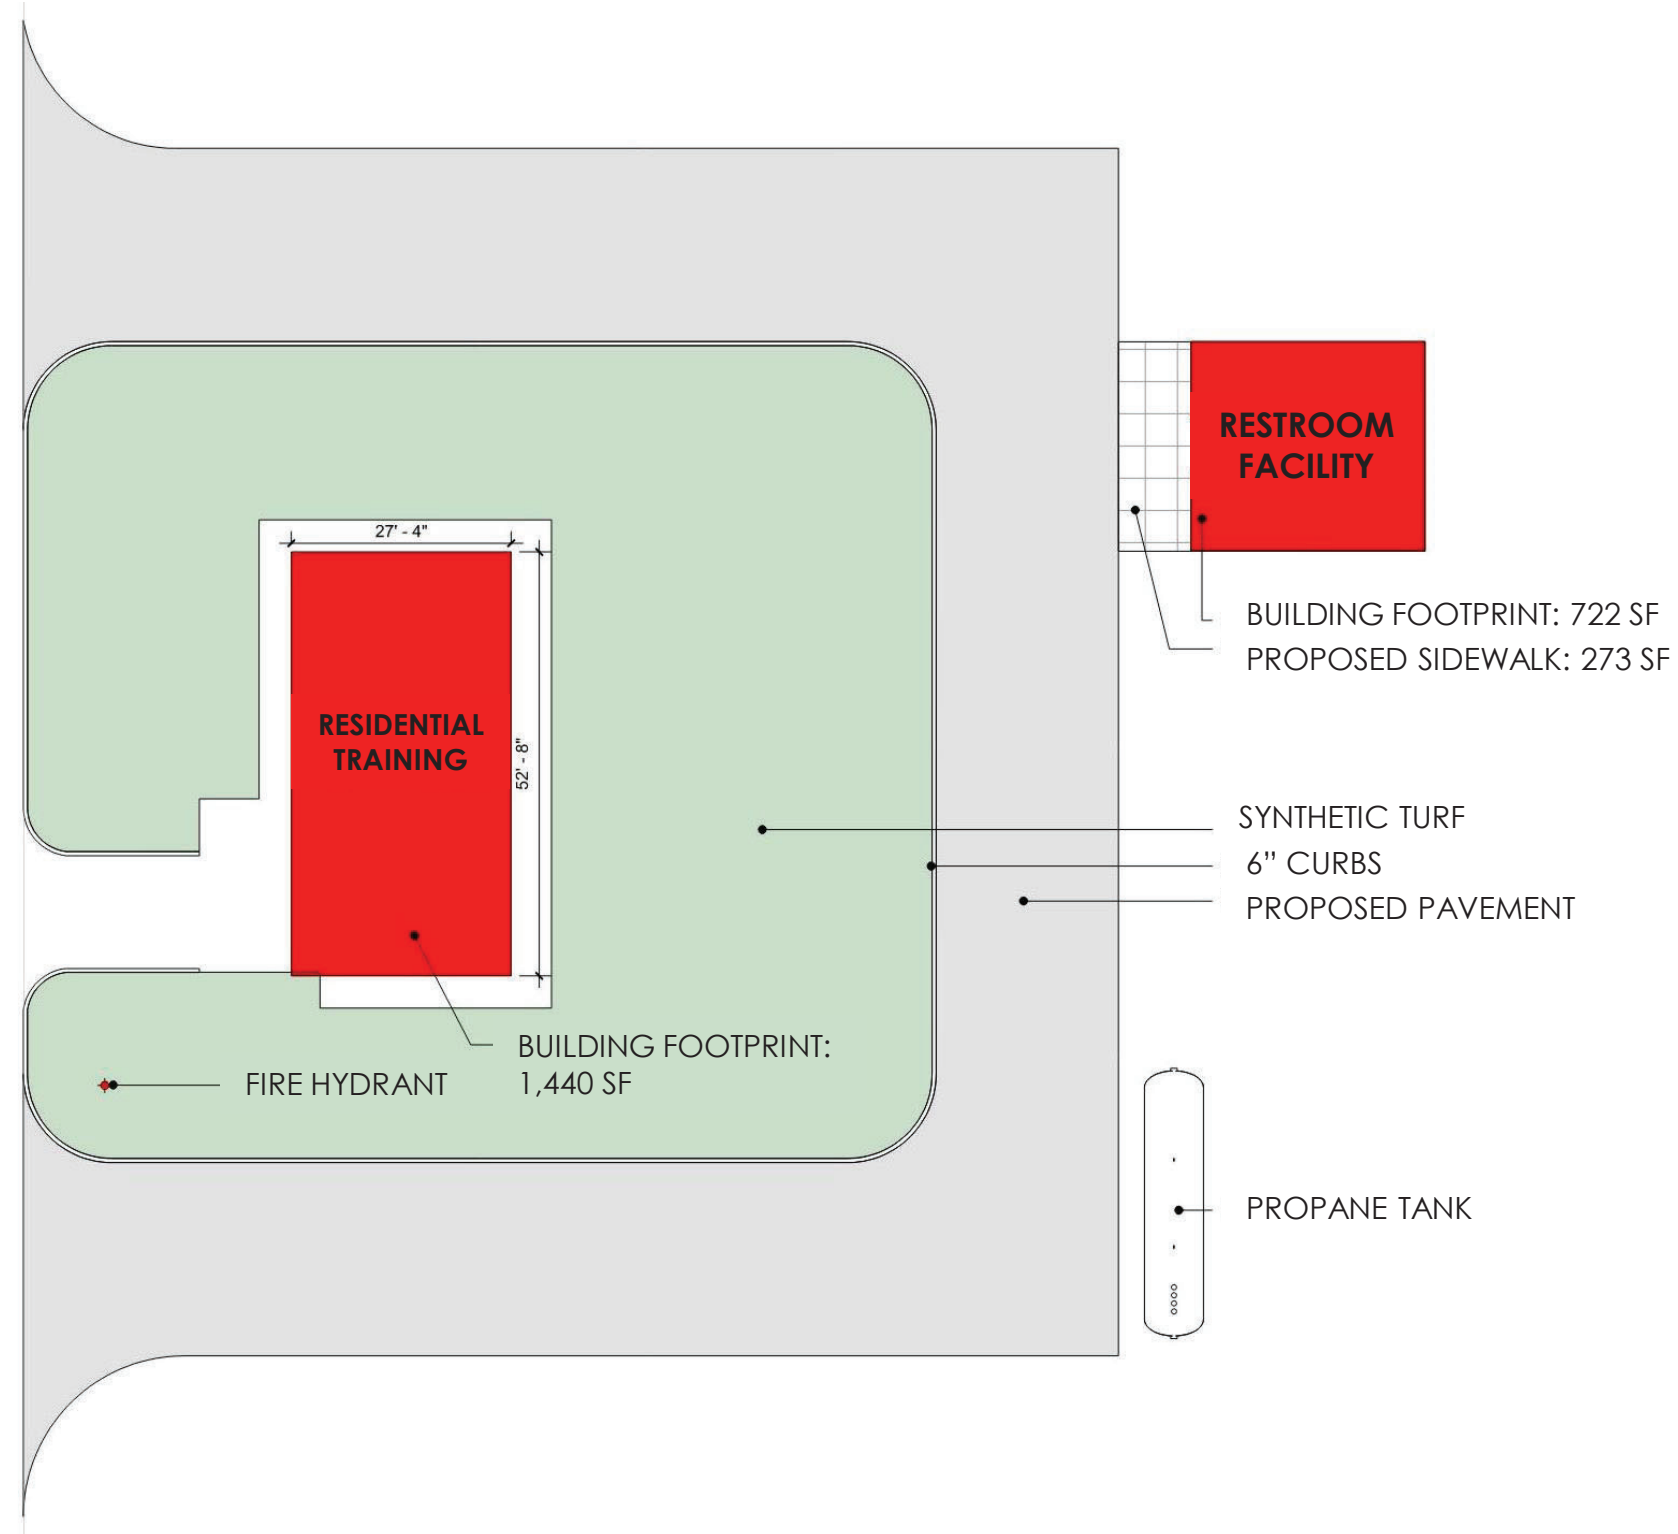 RESTROOM
FACILITY
27' - 4"
BUILDING FOOTPRINT: 722 SF
PROPOSED SIDEWALK: 273 SF
RESIDENTIAL
TRAINING
52' - 8"
SYNTHETIC TURF
6” CURBS
PROPOSED PAVEMENT
BUILDING FOOTPRINT:
1,440 SF
FIRE HYDRANT
PROPANE TANK